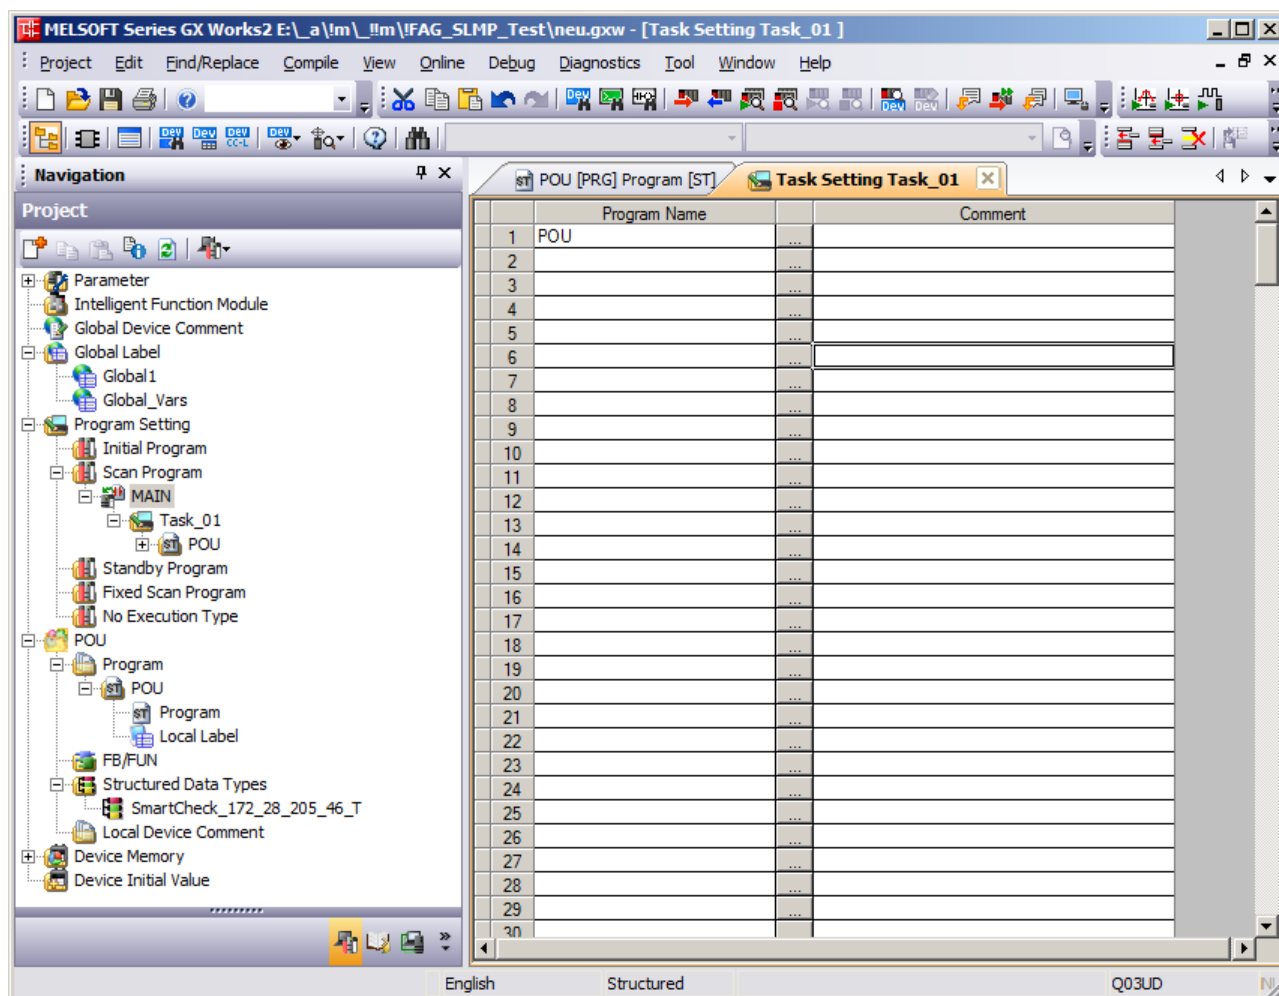 MELSOFT Series GX Works2 E:\_a\!m\_!!m\!FAG_SLMP_Test\neu.gxw - [Task Setting Task_01 ]
Project Edit Find/Replace Compile View Online Debug Diagnostics Tool Window Help
Navigation
Project
Parameter
Intelligent Function Module
Global Device Comment
Global Label
Global1
Global_Vars
Program Setting
Initial Program
Scan Program
MAIN
Task_01
POU
Standby Program
Fixed Scan Program
No Execution Type
POU
Program
POU
Program
Local Label
FB/FUN
Structured Data Types
SmartCheck_172_28_205_46_T
Local Device Comment
Device Memory
Device Initial Value
POU [PRG] Program [ST] Task Setting Task_01
Program Name Comment
1 POU ...
2 ...
3 ...
4 ...
5 ...
6 ...
7 ...
8 ...
9 ...
10 ...
11 ...
12 ...
13 ...
14 ...
15 ...
16 ...
17 ...
18 ...
19 ...
20 ...
21 ...
22 ...
23 ...
24 ...
25 ...
26 ...
27 ...
28 ...
29 ...
30
English Structured Q03UD